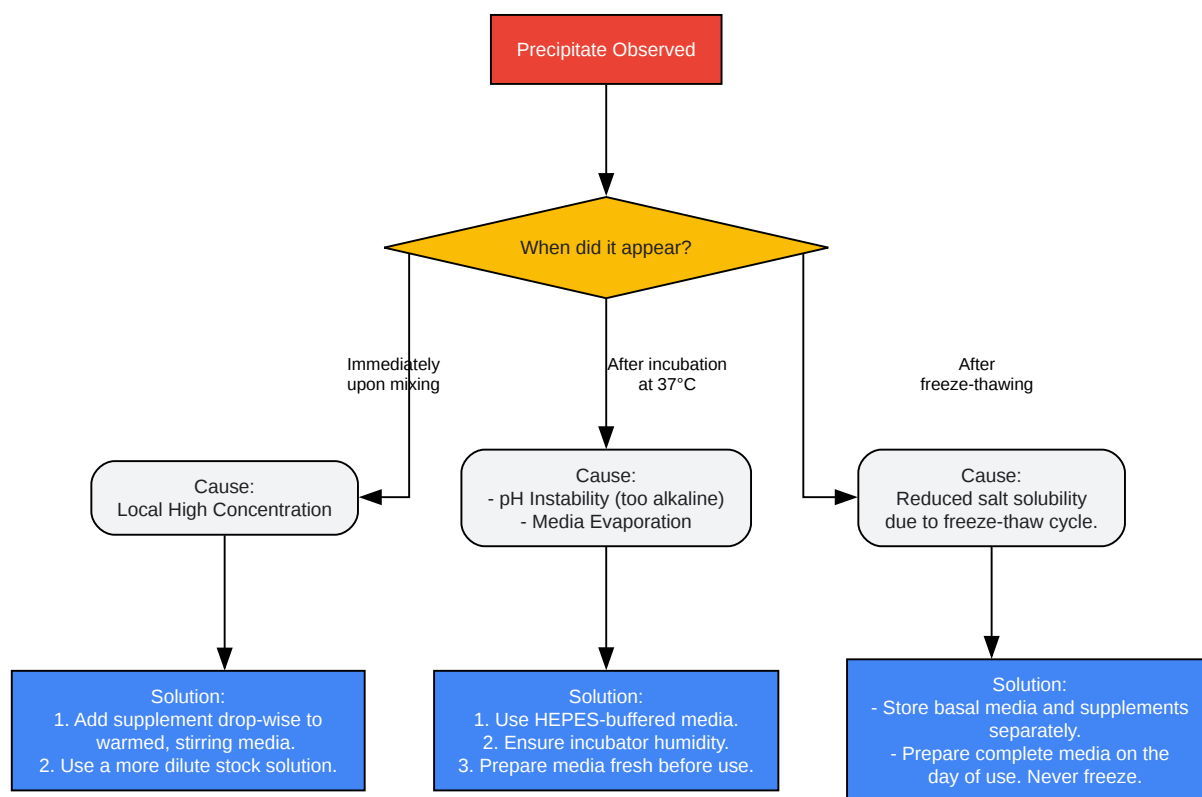 Precipitate Observed
When did it appear?
Immediately
upon mixing
After incubation
at 37°C
After
freeze-thawing
Cause:
Local High Concentration
Cause:
- pH Instability (too alkaline)
- Media Evaporation
Cause:
Reduced salt solubility
due to freeze-thaw cycle.
Solution:
1. Add supplement drop-wise to
warmed, stirring media.
2. Use a more dilute stock solution.
Solution:
1. Use HEPES-buffered media.
2. Ensure incubator humidity.
3. Prepare media fresh before use.
Solution:
- Store basal media and supplements
separately.
- Prepare complete media on the
day of use. Never freeze.